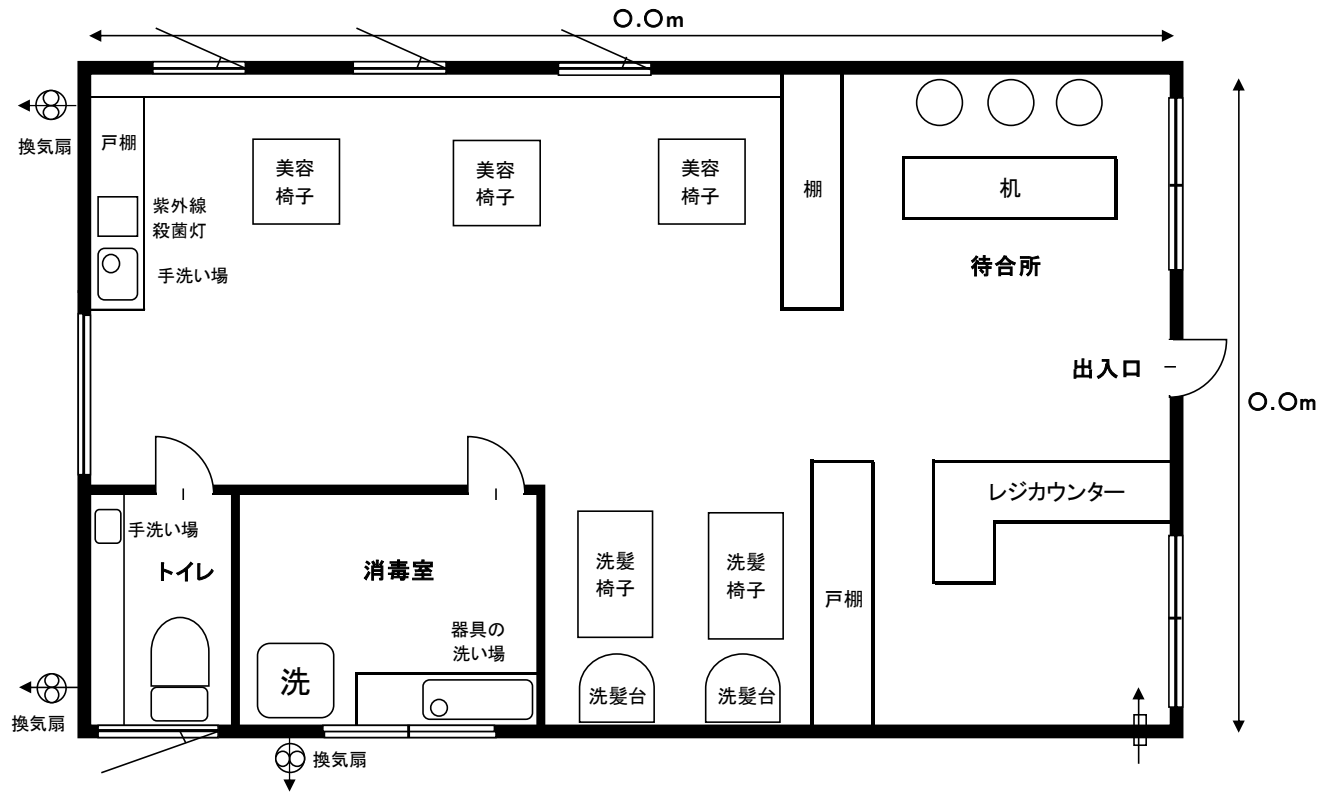 ○.○m
換気扇
戸棚
紫外線
殺菌灯
手洗い場
美容
椅子
美容
椅子
美容
椅子
棚
机
待合所
出入口
○.○m
レジカウンター
手洗い場
トイレ
消毒室
器具の
洗い場
洗
洗髪
椅子
洗髪
椅子
戸棚
洗髪台
洗髪台
換気扇
換気扇